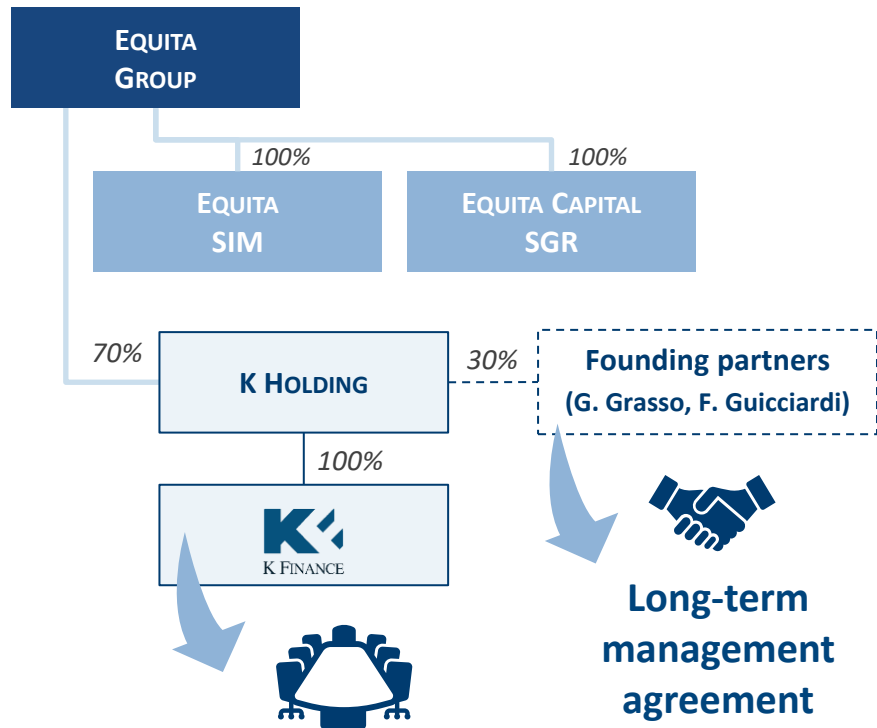 EQUITA
GROUP
100%
100%
EQUITA
SIM
EQUITA CAPITAL
SGR
70%
K HOLDING
30%
Founding partners
(G. Grasso, F. Guicciardi)
100%
K FINANCE
Long-term
management
agreement